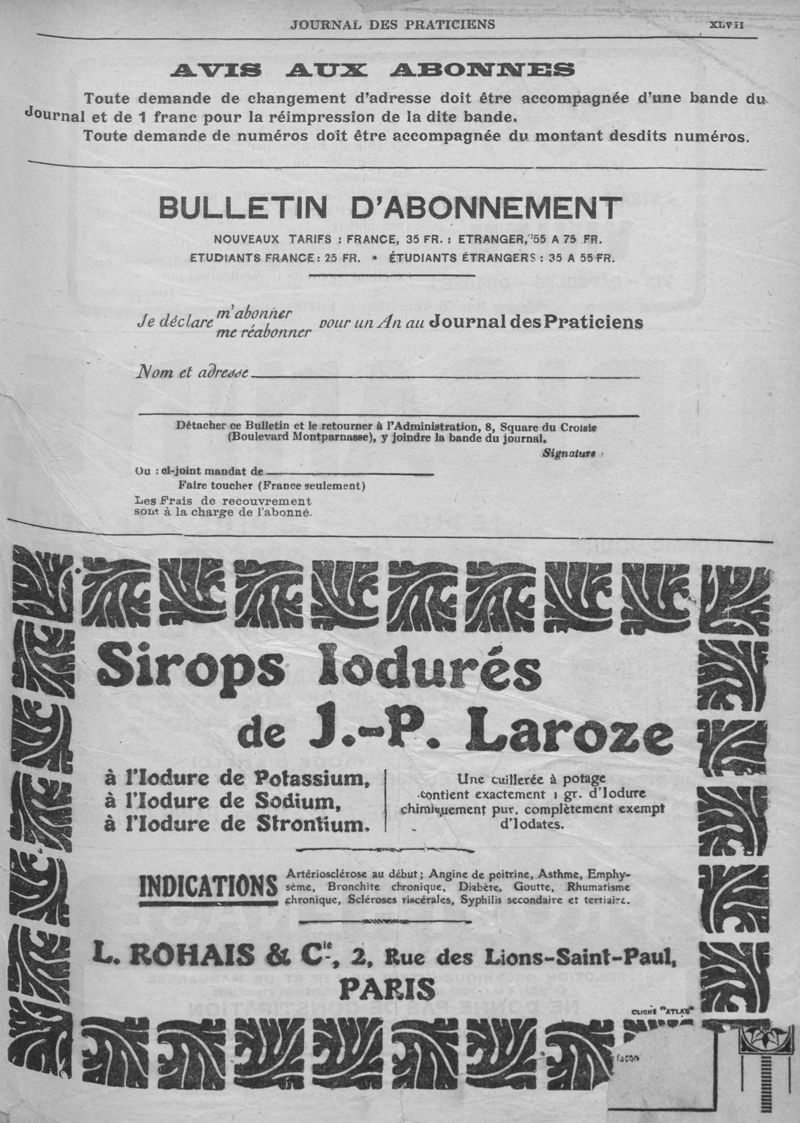 JOURNAL DES PRATICIENS XLVII
AVIS AUX ABONNES
Toute demande de changement d'adresse doit être accompagnée d'une bande du
Journal et de 1 franc pour la réimpression de la dite bande.
Toute demande de numéros doit être accompagnée du montant desdits numéros.
BULLETIN D'ABONNEMENT
NOUVEAUX TARIFS : FRANCE, 35 FR. : ETRANGER, 55 A 75 FR.
ETUDIANTS FRANCE : 25 FR. • ÉTUDIANTS ÉTRANGERS : 35 A 55 FR.
Je déclare m'abonner
me réabonner pour un An au Journal des Praticiens
Nom et adresse
Détacher ce Bulletin et le retourner à l'Administration, 8, Square du Croisic
(Boulevard Montparnasse), y joindre la bande du journal.
Signature :
Ou : ci-joint mandat de
Faire toucher (France seulement)
Les Frais de recouvrement
sont à la charge de l'abonné.
Sirops Iodurés
de J.-P. Laroze
à l'Iodure de Potassium,
à l'Iodure de Sodium,
à l'Iodure de Strontium.
Une cuillerée à potage
contient exactement 1 gr. d'Iodure
chimiquement pur, complètement exempt
d'Iodates.
INDICATIONS
Artériosclérose au début ; Angine de poitrine, Asthme, Emphy-
sème, Bronchite chronique, Diabète, Goutte, Rhumatisme
chronique, Scléroses viscérales, Syphilis secondaire et tertiaire.
L. ROHAIS & Cie, 2, Rue des Lions-Saint-Paul,
PARIS
CLICHÉ "ATLAS"
façon